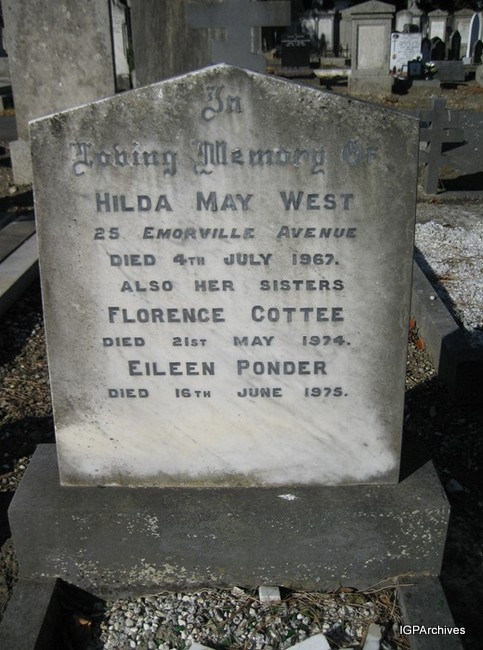 In
Loving Memory Of
HILDA MAY WEST
25 EMORVILLE AVENUE
DIED 4TH JULY 1967.
ALSO HER SISTERS
FLORENCE COTTEE
DIED 21ST MAY 1974.
EILEEN PONDER
DIED 16TH JUNE 1975.
IGPArchives